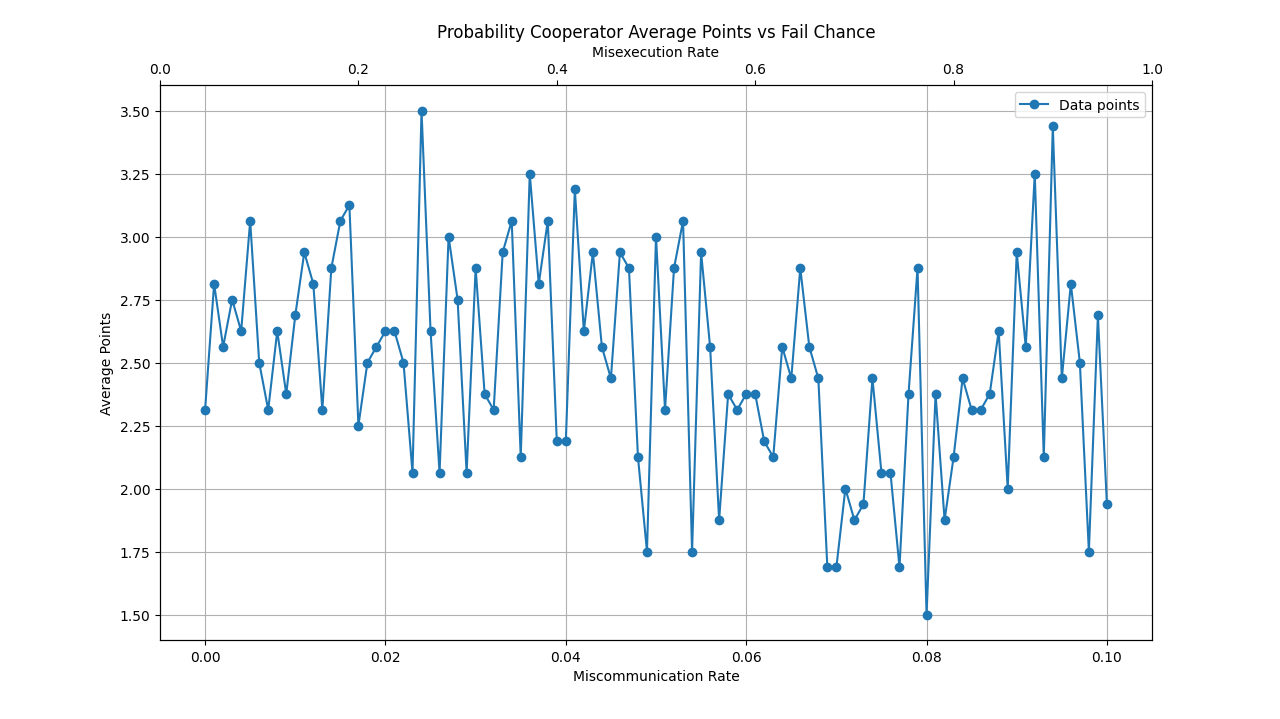 Probability Cooperator Average Points vs Fail Chance
Misexecution Rate
0.0 0.2 0.4 0.6 0.8 1.0
Data points
3.50
3.25
3.00
2.75
2.50
2.25
2.00
1.75
1.50
Average Points
0.00 0.02 0.04 0.06 0.08 0.10
Miscommunication Rate